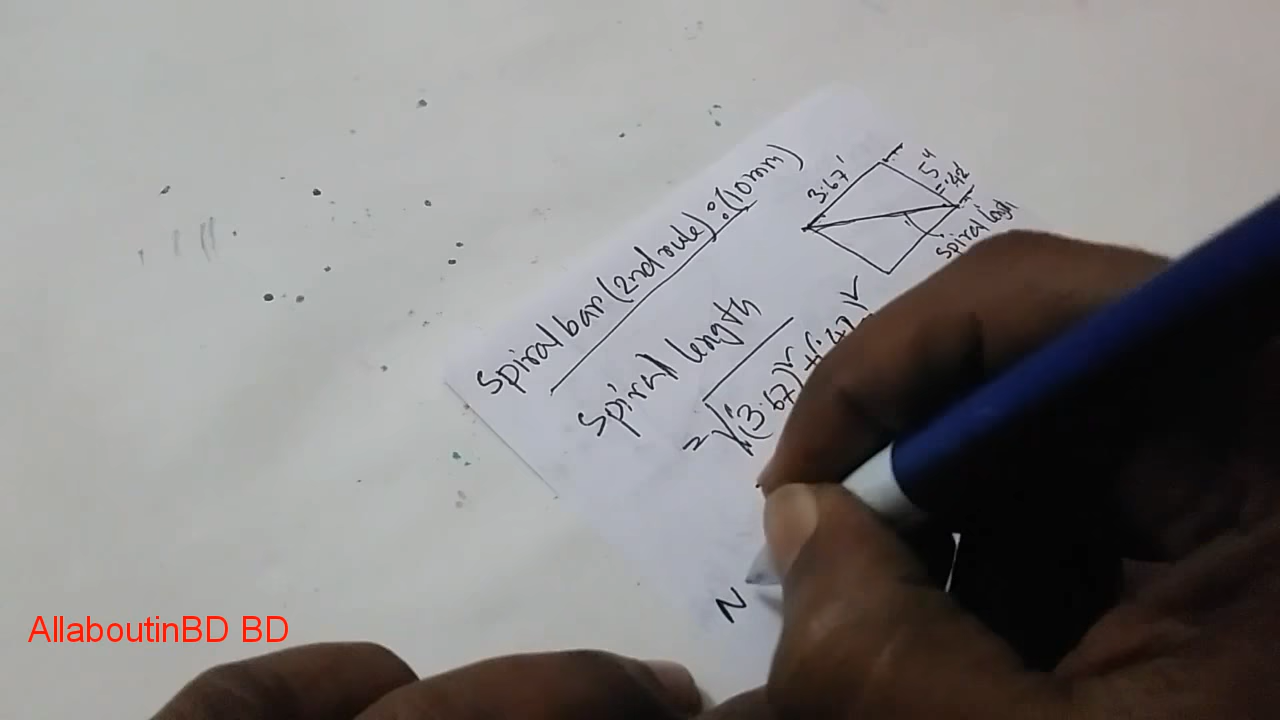 Spiral bar (2nd rule) : (10mm)
3.67'
5"
= .42'
Spiral length
Spiral length
= √(3.67)² + (.42)²
N
AllaboutinBD BD